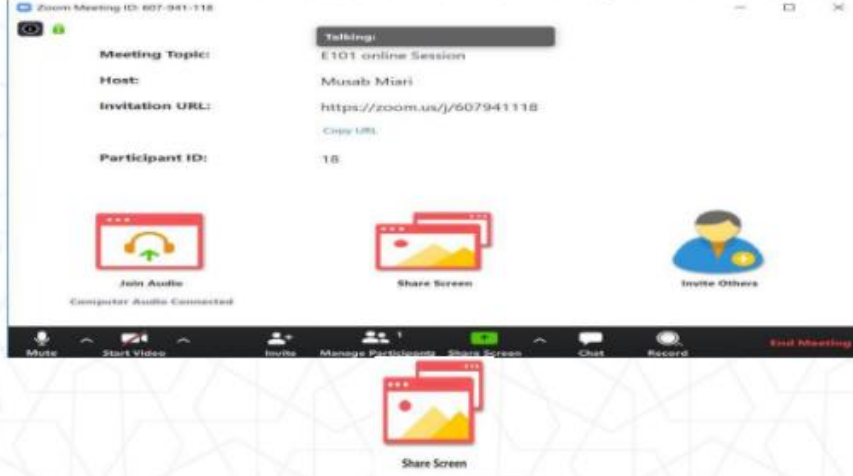 Zoom Meeting ID: 607-941-118
Talking:
Meeting Topic: E101 online Session
Host: Musab Miari
Invitation URL: https://zoom.us/j/607941118
Copy URL
Participant ID: 18
Join Audio Share Screen Invite Others
Computer Audio Connected
Mute Start Video Invite 1 Manage Participants Share Screen Chat Record End Meeting
Share Screen